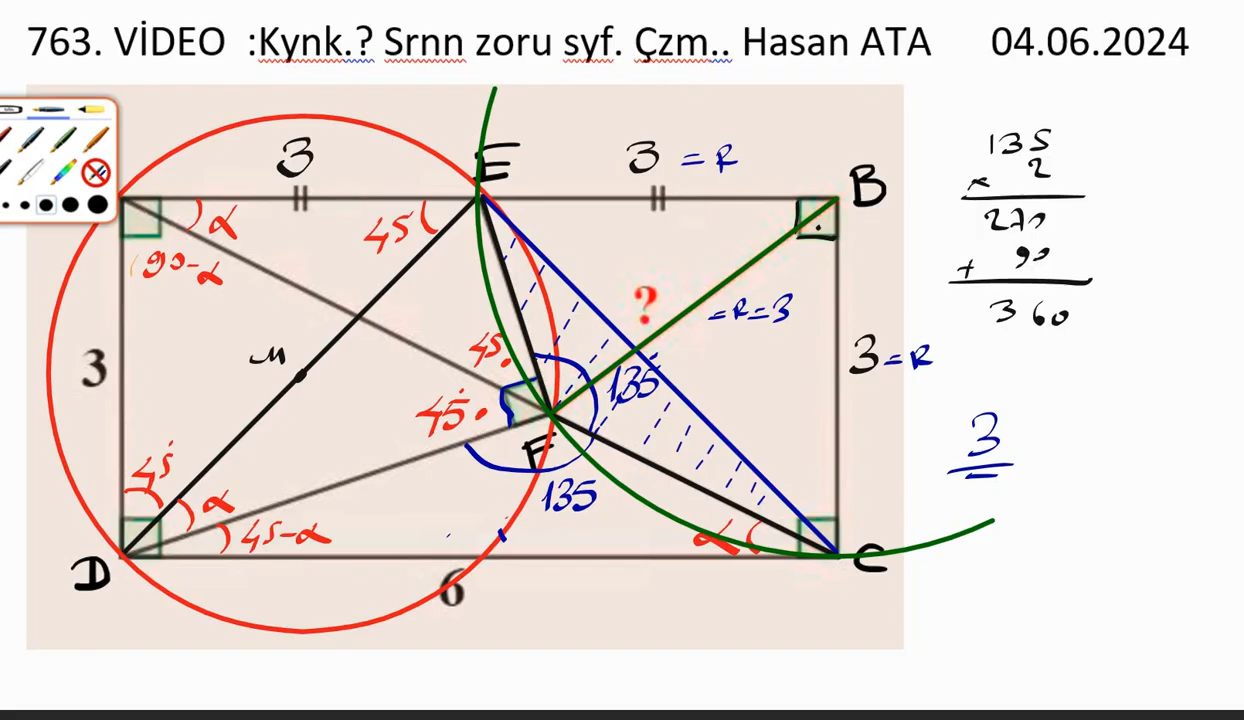 763. VİDEO :Kynk.? Srnn zoru syf. Çzm.. Hasan ATA 04.06.2024
3 E 3 = R B
α 45
90-α
135
× 2
270
+ 90
360
? = R = 3
M 45
3 135 3 = R
45
F
45 α 135 3
45-α α
D 6 C